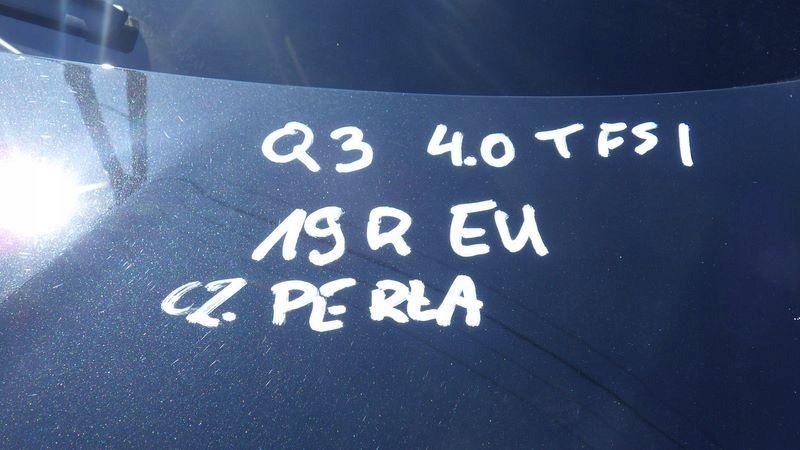 Q3 4.0 TFSI
19R EU
CZ. PERŁA